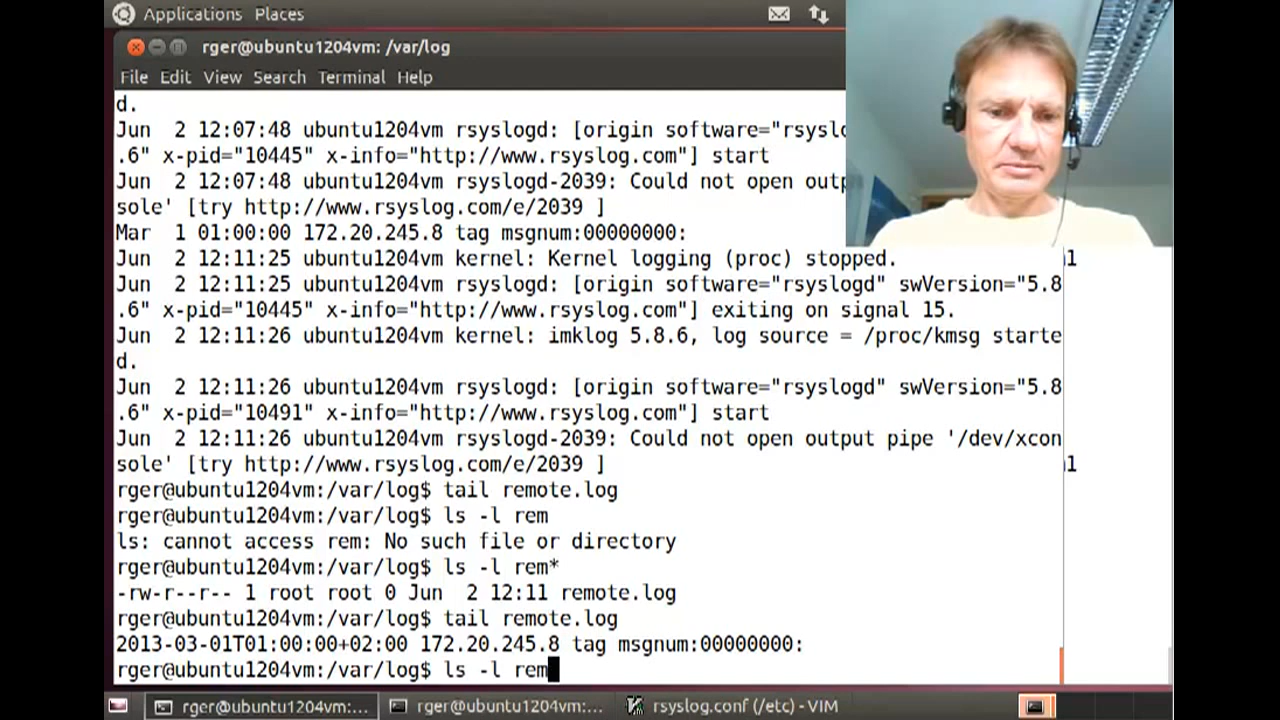 Applications Places
rger@ubuntu1204vm: /var/log
File Edit View Search Terminal Help
d.
Jun  2 12:07:48 ubuntu1204vm rsyslogd: [origin software="rsyslo
.6" x-pid="10445" x-info="http://www.rsyslog.com"] start
Jun  2 12:07:48 ubuntu1204vm rsyslogd-2039: Could not open outp
sole' [try http://www.rsyslog.com/e/2039 ]
Mar  1 01:00:00 172.20.245.8 tag msgnum:00000000:
Jun  2 12:11:25 ubuntu1204vm kernel: Kernel logging (proc) stopped.
Jun  2 12:11:25 ubuntu1204vm rsyslogd: [origin software="rsyslogd" swVersion="5.8
.6" x-pid="10445" x-info="http://www.rsyslog.com"] exiting on signal 15.
Jun  2 12:11:26 ubuntu1204vm kernel: imklog 5.8.6, log source = /proc/kmsg starte
d.
Jun  2 12:11:26 ubuntu1204vm rsyslogd: [origin software="rsyslogd" swVersion="5.8
.6" x-pid="10491" x-info="http://www.rsyslog.com"] start
Jun  2 12:11:26 ubuntu1204vm rsyslogd-2039: Could not open output pipe '/dev/xcon
sole' [try http://www.rsyslog.com/e/2039 ]
rger@ubuntu1204vm:/var/log$ tail remote.log
rger@ubuntu1204vm:/var/log$ ls -l rem
ls: cannot access rem: No such file or directory
rger@ubuntu1204vm:/var/log$ ls -l rem*
-rw-r--r-- 1 root root 0 Jun  2 12:11 remote.log
rger@ubuntu1204vm:/var/log$ tail remote.log
2013-03-01T01:00:00+02:00 172.20.245.8 tag msgnum:00000000:
rger@ubuntu1204vm:/var/log$ ls -l rem
rger@ubuntu1204vm:... rger@ubuntu1204vm:... rsyslog.conf (/etc) - VIM